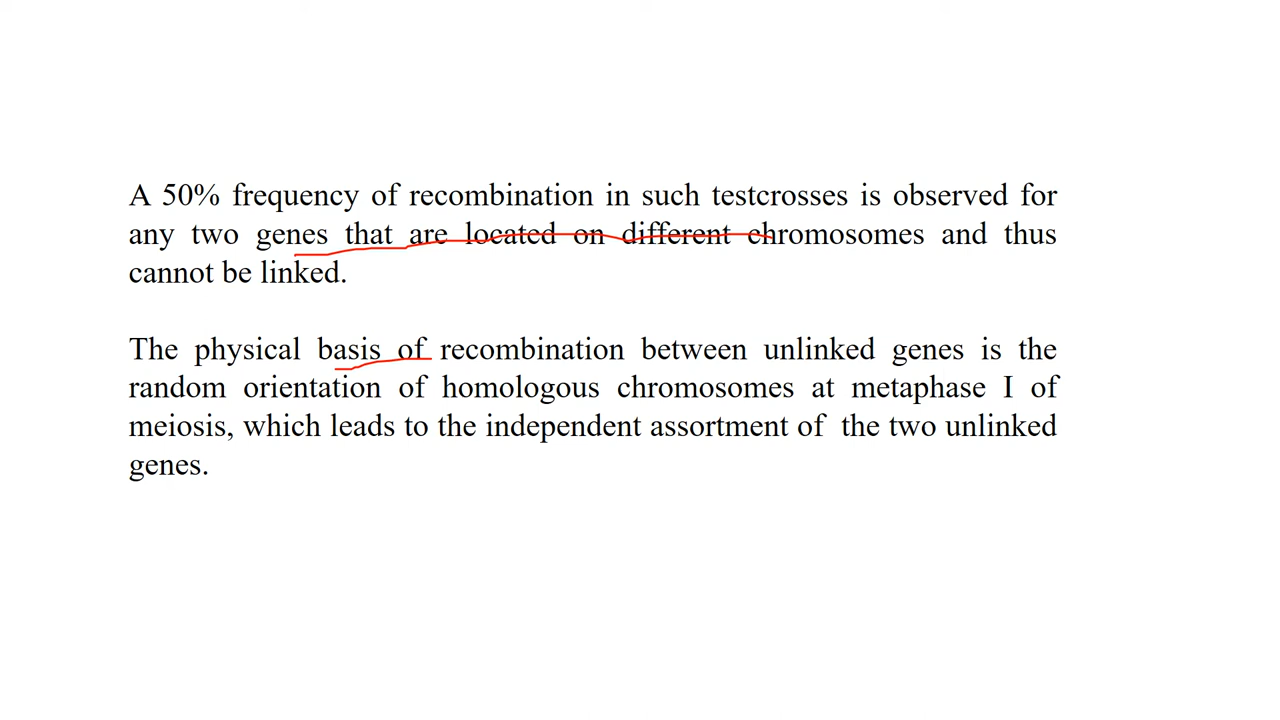 A 50% frequency of recombination in such testcrosses is observed for
any two genes that are located on different chromosomes and thus
cannot be linked.
The physical basis of recombination between unlinked genes is the
random orientation of homologous chromosomes at metaphase I of
meiosis, which leads to the independent assortment of the two unlinked
genes.